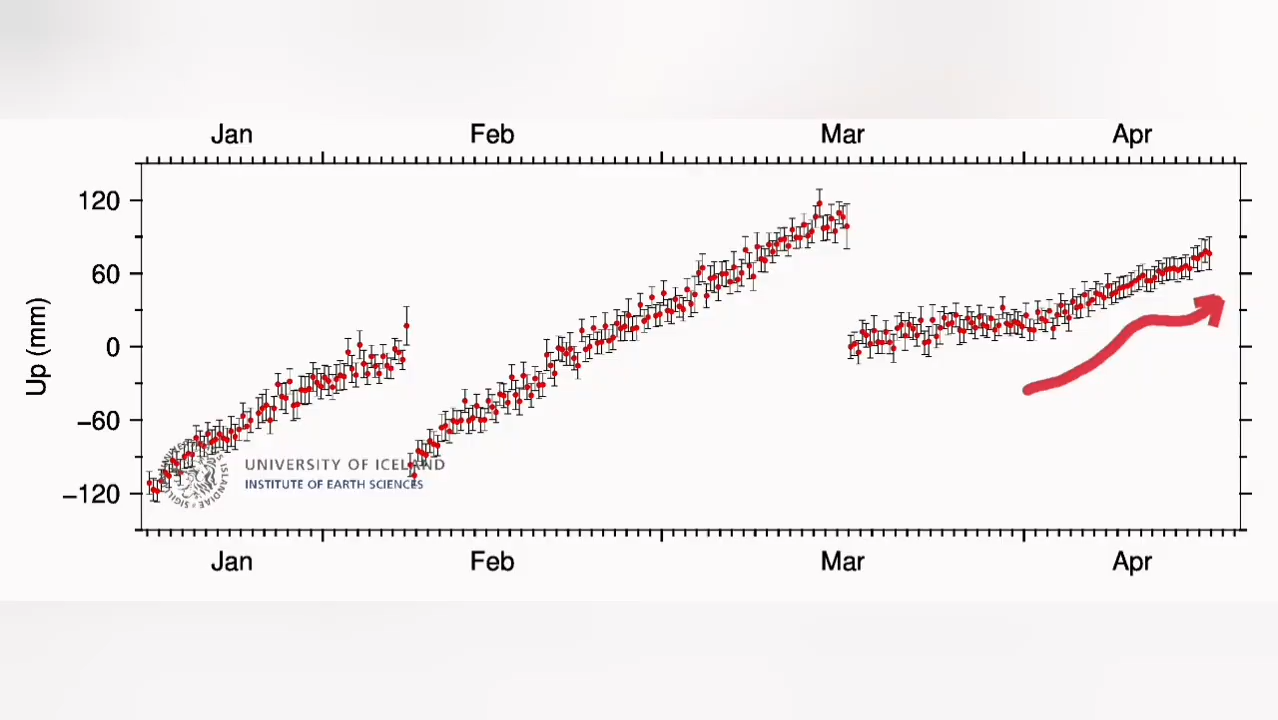 Jan Feb Mar Apr
120
60
0
−60
−120
Up (mm)
UNIVERSITY OF ICELAND
INSTITUTE OF EARTH SCIENCES
Jan Feb Mar Apr